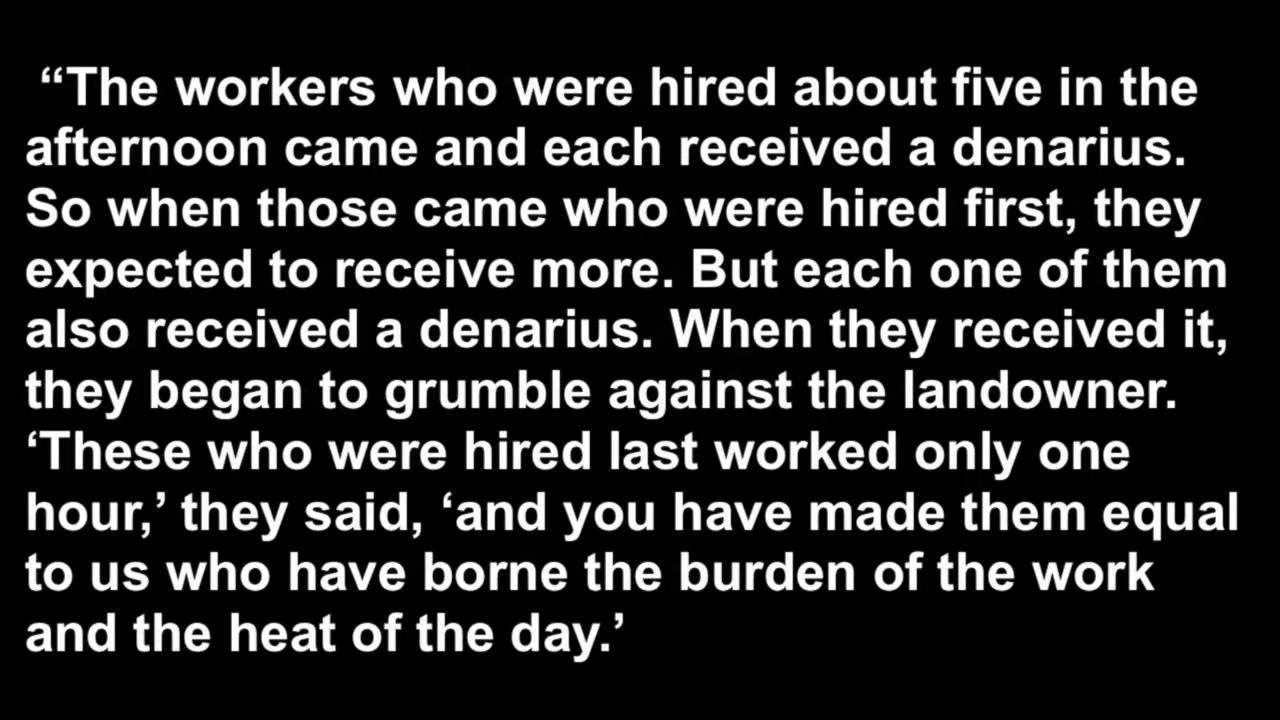 “The workers who were hired about five in the
afternoon came and each received a denarius.
So when those came who were hired first, they
expected to receive more. But each one of them
also received a denarius. When they received it,
they began to grumble against the landowner.
‘These who were hired last worked only one
hour,’ they said, ‘and you have made them equal
to us who have borne the burden of the work
and the heat of the day.’